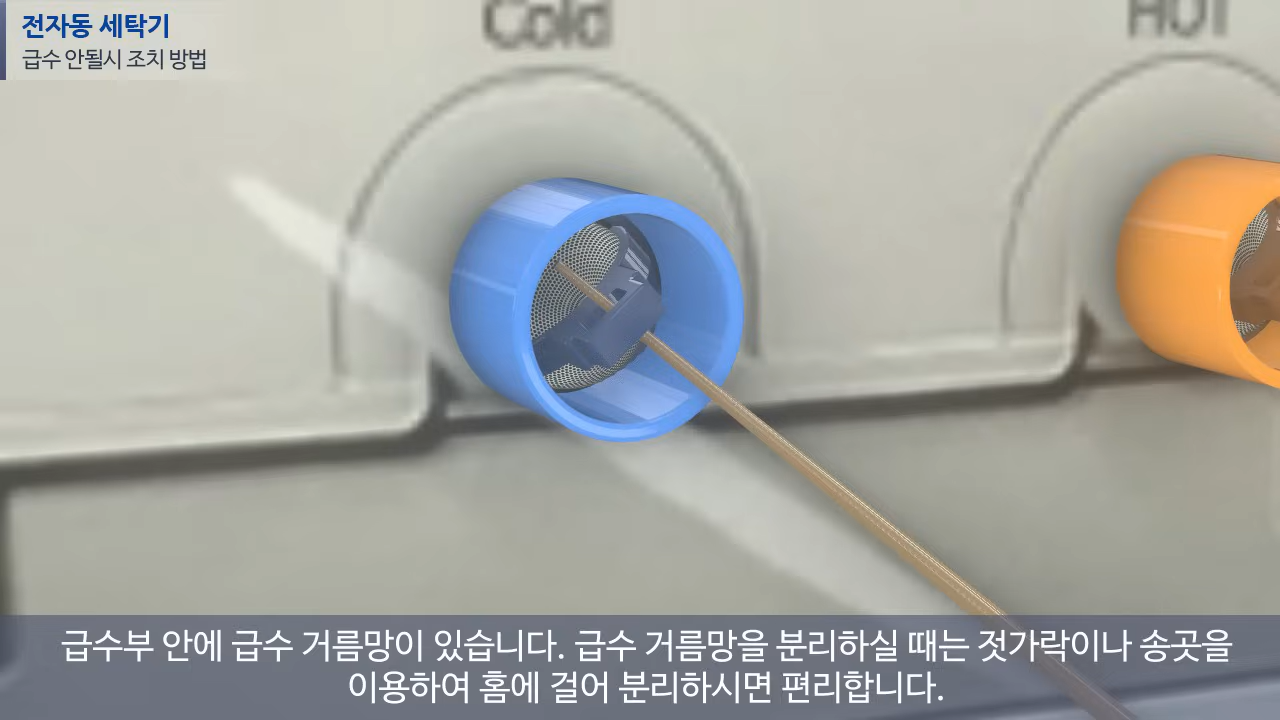 전자동 세탁기
급수 안될시 조치 방법
Cold
HOT
급수부 안에 급수 거름망이 있습니다. 급수 거름망을 분리하실 때는 젓가락이나 송곳을
이용하여 홈에 걸어 분리하시면 편리합니다.